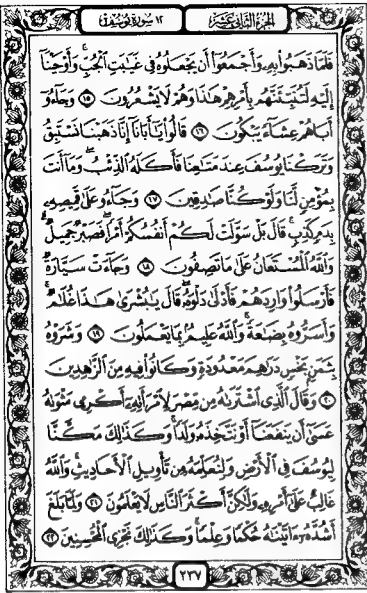 الجزء الثاني عشر ١٢ سورة يوسف
فَلَمَّا ذَهَبُوا۟ بِهِۦ وَأَجْمَعُوٓا۟ أَن يَجْعَلُوهُ فِى غَيَٰبَتِ ٱلْجُبِّ ۚ وَأَوْحَيْنَآ
إِلَيْهِ لَتُنَبِّئَنَّهُم بِأَمْرِهِمْ هَٰذَا وَهُمْ لَا يَشْعُرُونَ ١٥ وَجَآءُوٓ
أَبَاهُمْ عِشَآءً يَبْكُونَ ١٦ قَالُوا۟ يَٰٓأَبَانَآ إِنَّا ذَهَبْنَا نَسْتَبِقُ
وَتَرَكْنَا يُوسُفَ عِندَ مَتَٰعِنَا فَأَكَلَهُ ٱلذِّئْبُ ۖ وَمَآ أَنتَ
بِمُؤْمِنٍ لَّنَا وَلَوْ كُنَّا صَٰدِقِينَ ١٧ وَجَآءُو عَلَىٰ قَمِيصِهِۦ
بِدَمٍ كَذِبٍ ۚ قَالَ بَلْ سَوَّلَتْ لَكُمْ أَنفُسُكُمْ أَمْرًا ۖ فَصَبْرٌ جَمِيلٌ ۖ
وَٱللَّهُ ٱلْمُسْتَعَانُ عَلَىٰ مَا تَصِفُونَ ١٨ وَجَآءَتْ سَيَّارَةٌ
فَأَرْسَلُوا۟ وَارِدَهُمْ فَأَدْلَىٰ دَلْوَهُۥ ۖ قَالَ يَٰبُشْرَىٰ هَٰذَا غُلَٰمٌ ۚ
وَأَسَرُّوهُ بِضَٰعَةً ۚ وَٱللَّهُ عَلِيمٌۢ بِمَا يَعْمَلُونَ ١٩ وَشَرَوْهُ
بِثَمَنٍۭ بَخْسٍ دَرَٰهِمَ مَعْدُودَةٍ وَكَانُوا۟ فِيهِ مِنَ ٱلزَّٰهِدِينَ
٢٠ وَقَالَ ٱلَّذِى ٱشْتَرَىٰهُ مِن مِّصْرَ لِٱمْرَأَتِهِۦٓ أَكْرِمِى مَثْوَىٰهُ
عَسَىٰٓ أَن يَنفَعَنَآ أَوْ نَتَّخِذَهُۥ وَلَدًا ۚ وَكَذَٰلِكَ مَكَّنَّا
لِيُوسُفَ فِى ٱلْأَرْضِ وَلِنُعَلِّمَهُۥ مِن تَأْوِيلِ ٱلْأَحَادِيثِ ۚ وَٱللَّهُ
غَالِبٌ عَلَىٰٓ أَمْرِهِۦ وَلَٰكِنَّ أَكْثَرَ ٱلنَّاسِ لَا يَعْلَمُونَ ٢١ وَلَمَّا بَلَغَ
أَشُدَّهُۥٓ ءَاتَيْنَٰهُ حُكْمًا وَعِلْمًا ۚ وَكَذَٰلِكَ نَجْزِى ٱلْمُحْسِنِينَ ٢٢
٢٣٧